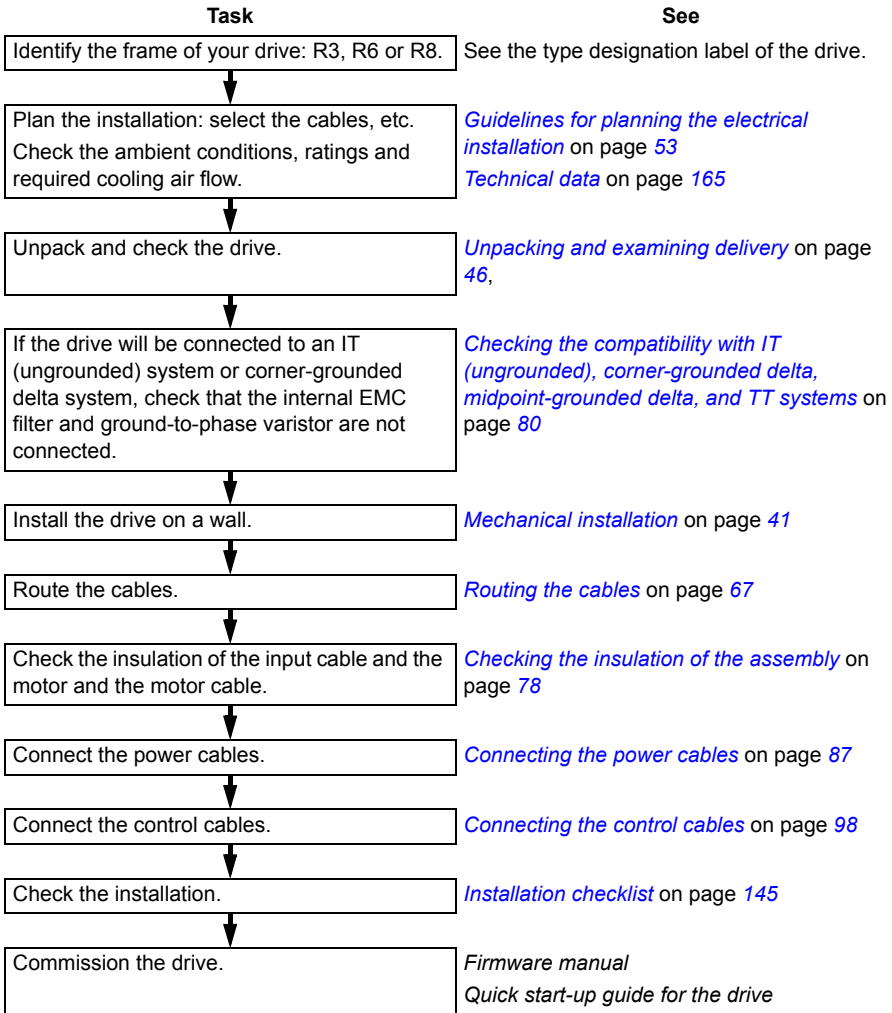 Task See
Identify the frame of your drive: R3, R6 or R8. See the type designation label of the drive.
Plan the installation: select the cables, etc.
Check the ambient conditions, ratings and
required cooling air flow.
Guidelines for planning the electrical
installation on page 53
Technical data on page 165
Unpack and check the drive.
Unpacking and examining delivery on page
46,
If the drive will be connected to an IT
(ungrounded) system or corner-grounded
delta system, check that the internal EMC
filter and ground-to-phase varistor are not
connected.
Checking the compatibility with IT
(ungrounded), corner-grounded delta,
midpoint-grounded delta, and TT systems on
page 80
Install the drive on a wall.
Mechanical installation on page 41
Route the cables.
Routing the cables on page 67
Check the insulation of the input cable and the
motor and the motor cable.
Checking the insulation of the assembly on
page 78
Connect the power cables.
Connecting the power cables on page 87
Connect the control cables.
Connecting the control cables on page 98
Check the installation.
Installation checklist on page 145
Commission the drive.
Firmware manual
Quick start-up guide for the drive